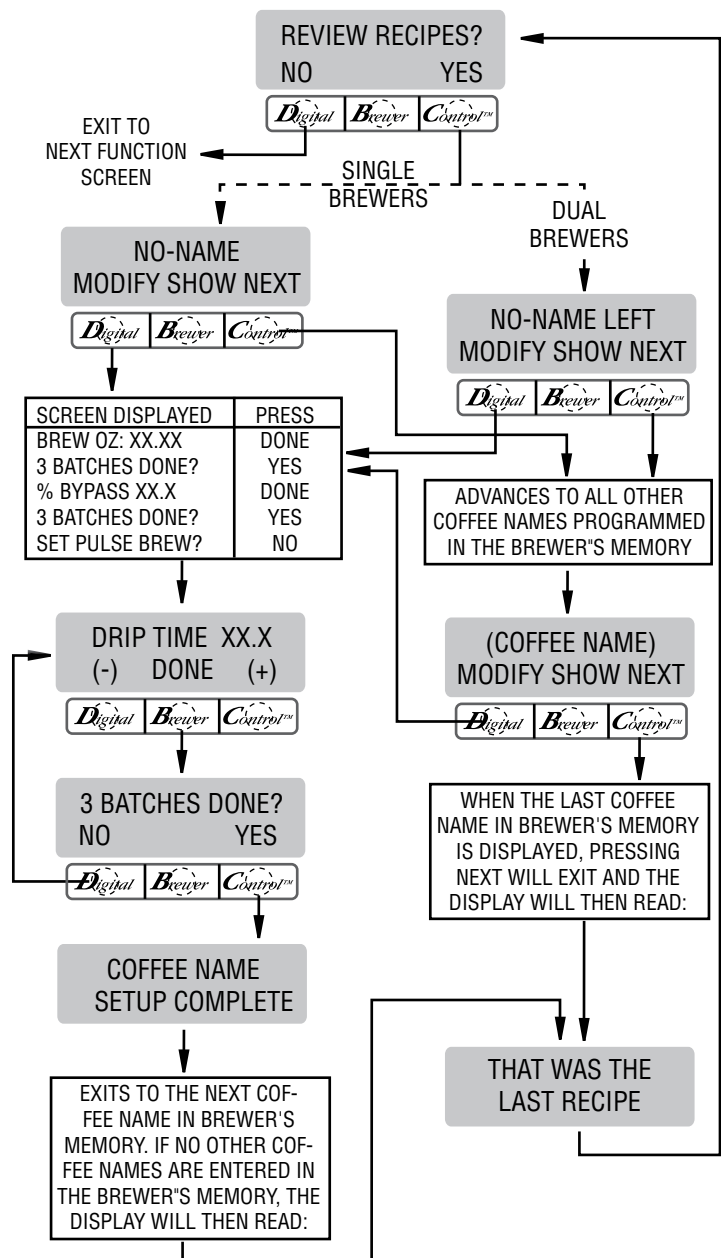 REVIEW RECIPES?
NO YES
Digital Brewer Control™
EXIT TO
NEXT FUNCTION
SCREEN
SINGLE
BREWERS
DUAL
BREWERS
NO-NAME
MODIFY SHOW NEXT
Digital Brewer Control™
NO-NAME LEFT
MODIFY SHOW NEXT
Digital Brewer Control™
SCREEN DISPLAYED PRESS
BREW OZ: XX.XX DONE
3 BATCHES DONE? YES
% BYPASS XX.X DONE
3 BATCHES DONE? YES
SET PULSE BREW? NO
ADVANCES TO ALL OTHER
COFFEE NAMES PROGRAMMED
IN THE BREWER"S MEMORY
DRIP TIME XX.X
(-) DONE (+)
Digital Brewer Control™
(COFFEE NAME)
MODIFY SHOW NEXT
Digital Brewer Control™
3 BATCHES DONE?
NO YES
Digital Brewer Control™
WHEN THE LAST COFFEE
NAME IN BREWER'S MEMORY
IS DISPLAYED, PRESSING
NEXT WILL EXIT AND THE
DISPLAY WILL THEN READ:
COFFEE NAME
SETUP COMPLETE
EXITS TO THE NEXT COF-
FEE NAME IN BREWER'S
MEMORY. IF NO OTHER COF-
FEE NAMES ARE ENTERED IN
THE BREWER"S MEMORY, THE
DISPLAY WILL THEN READ:
THAT WAS THE
LAST RECIPE